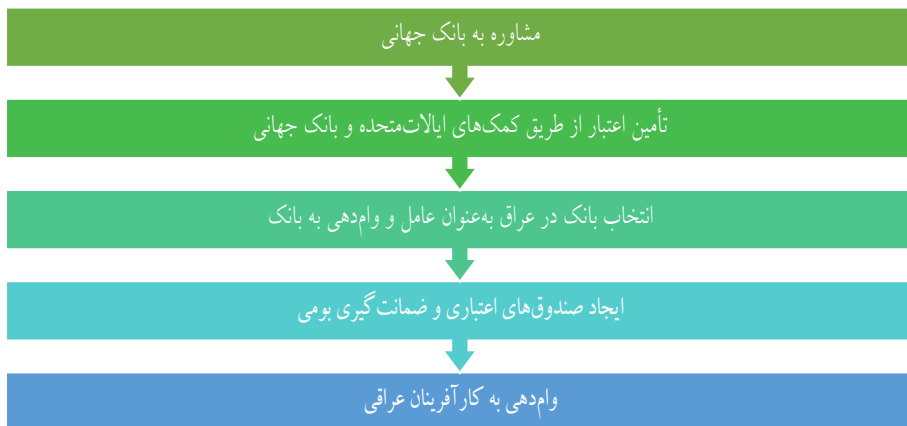 مشاوره به بانک جهانی
تأمین اعتبار از طریق کمک‌های ایالات‌متحده و بانک جهانی
انتخاب بانک در عراق به‌عنوان عامل و وام‌دهی به بانک
ایجاد صندوق‌های اعتباری و ضمانت‌گیری بومی
وام‌دهی به کارآفرینان عراقی